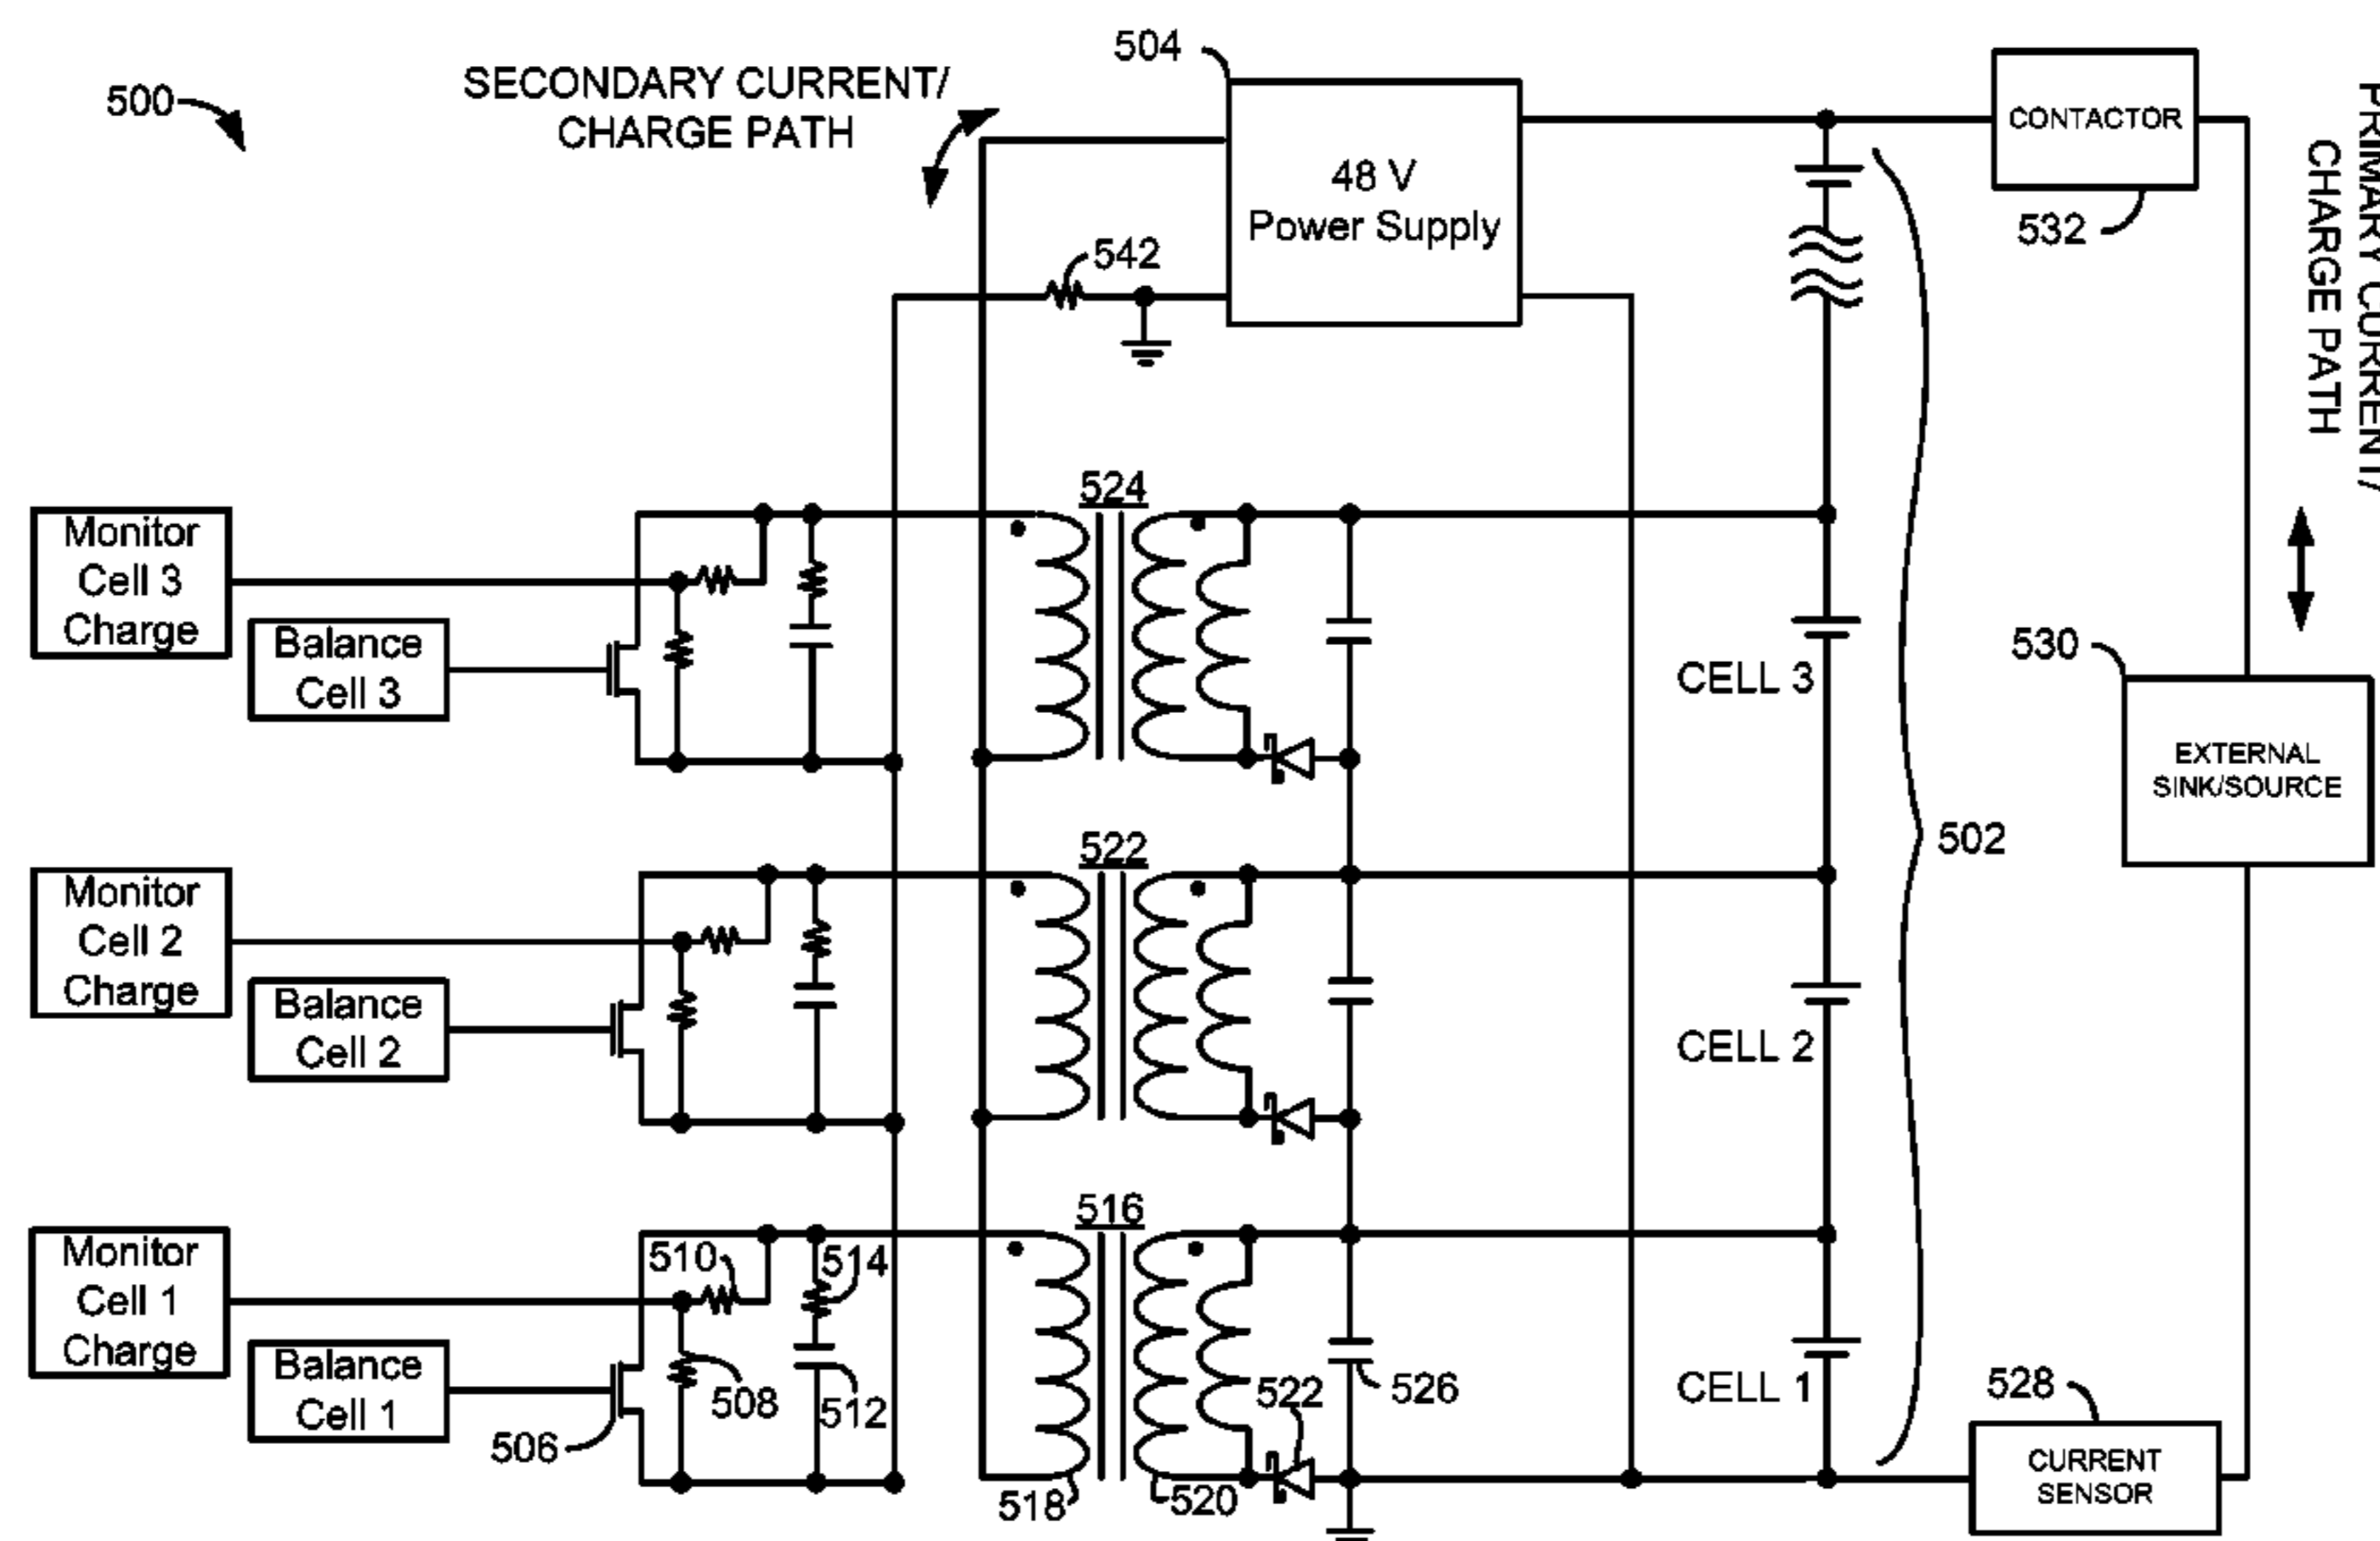 504
500
SECONDARY CURRENT/
CHARGE PATH
48 V
Power Supply
CONTACTOR
532
PRIMARY CURRENT/
CHARGE PATH
542
524
Monitor
Cell 3
Charge
Balance
Cell 3
CELL 3
530
EXTERNAL
SINK/SOURCE
502
522
Monitor
Cell 2
Charge
Balance
Cell 2
CELL 2
516
Monitor
Cell 1
Charge
510
514
Balance
Cell 1
506
508
512
518
520
522
526
CELL 1
528
CURRENT
SENSOR